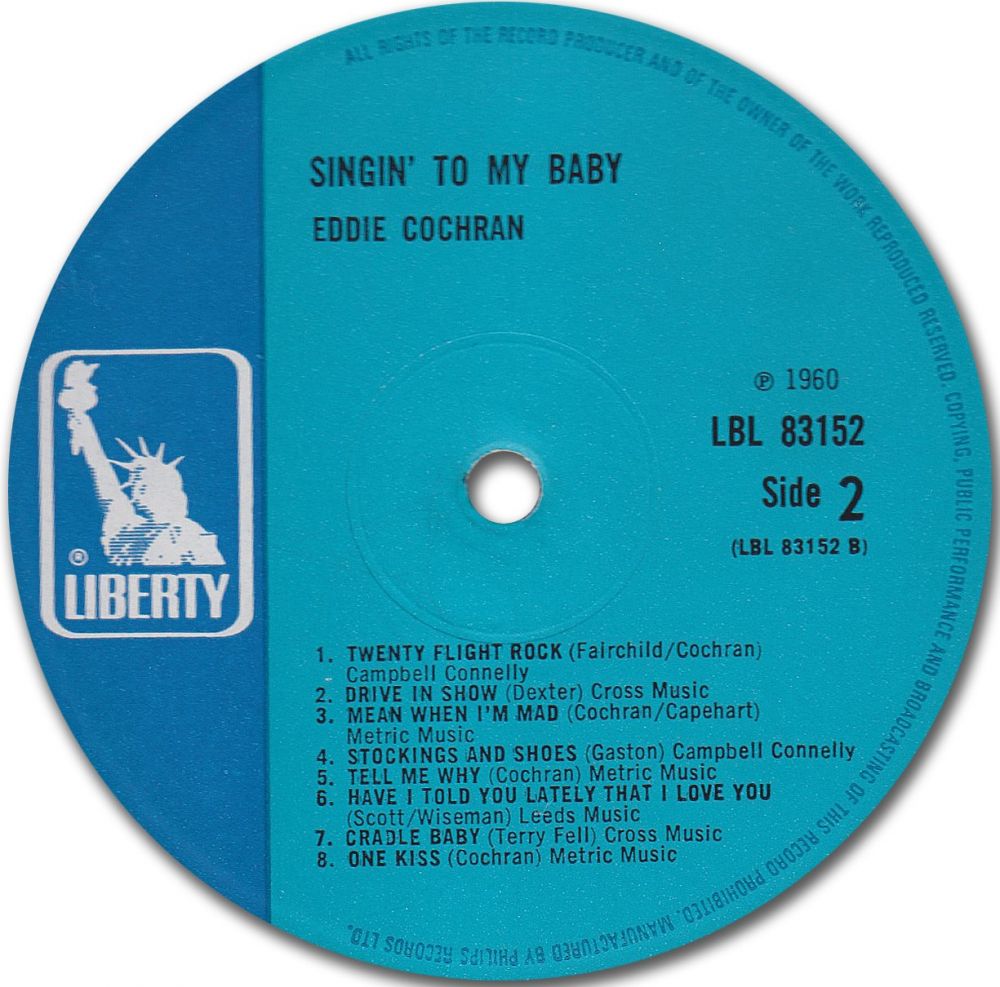 ALL RIGHTS OF THE RECORD PRODUCER AND OF THE OWNER OF THE WORK REPRODUCED RESERVED. COPYING, PUBLIC PERFORMANCE AND BROADCASTING OF THIS RECORD PROHIBITED. MANUFACTURED BY PHILIPS RECORDS LTD.
SINGIN' TO MY BABY
EDDIE COCHRAN
℗ 1960
LBL 83152
Side 2
(LBL 83152 B)
®
LIBERTY
1. TWENTY FLIGHT ROCK (Fairchild/Cochran)
Campbell Connelly
2. DRIVE IN SHOW (Dexter) Cross Music
3. MEAN WHEN I'M MAD (Cochran/Capehart)
Metric Music
4. STOCKINGS AND SHOES (Gaston) Campbell Connelly
5. TELL ME WHY (Cochran) Metric Music
6. HAVE I TOLD YOU LATELY THAT I LOVE YOU
(Scott/Wiseman) Leeds Music
7. CRADLE BABY (Terry Fell) Cross Music
8. ONE KISS (Cochran) Metric Music